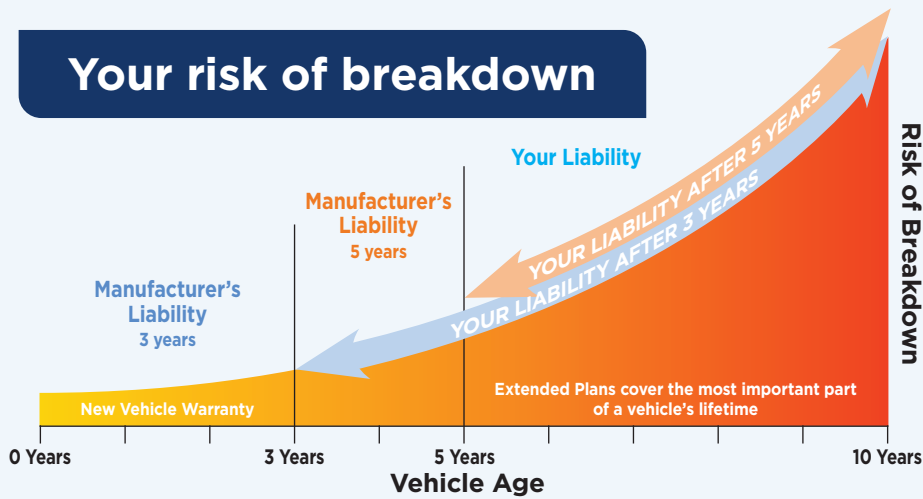 Your risk of breakdown
Your Liability
Manufacturer's
Liability
5 years
Manufacturer's
Liability
3 years
YOUR LIABILITY AFTER 5 YEARS
YOUR LIABILITY AFTER 3 YEARS
Risk of Breakdown
New Vehicle Warranty
Extended Plans cover the most important part
of a vehicle's lifetime
0 Years
3 Years
5 Years
10 Years
Vehicle Age